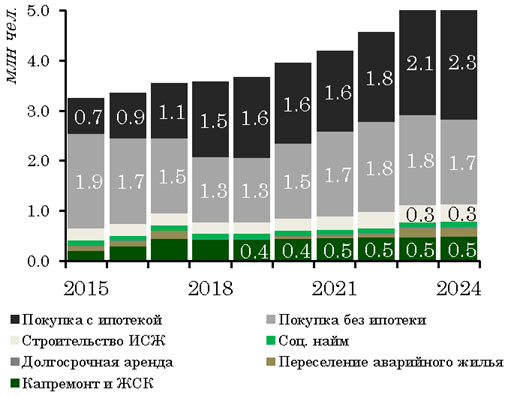 млн чел.
5.0
4.0
3.0
2.0
1.0
0.0
0.7 0.9 1.1 1.5 1.6 1.6 1.6 1.8 2.1 2.3
1.9 1.7 1.5 1.3 1.3 1.5 1.7 1.8 1.8 1.7
0.3 0.3
0.4 0.4 0.5 0.5 0.5 0.5
2015 2018 2021 2024
Покупка с ипотекой Покупка без ипотеки
Строительство ИСЖ Соц. найм
Долгосрочная аренда Переселение аварийного жилья
Капремонт и ЖСК